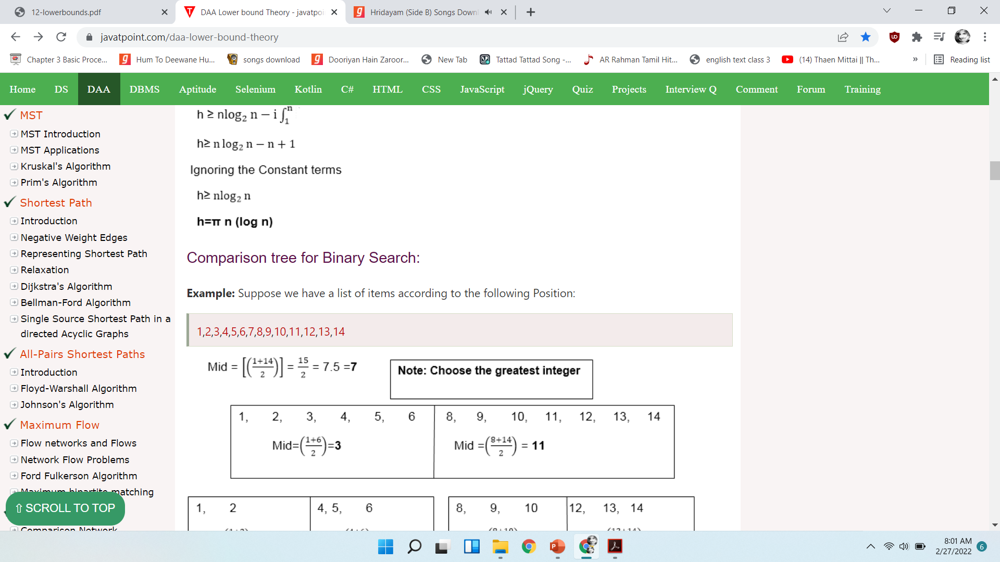 12-lowerbounds.pdf
DAA Lower bound Theory - javatpoi
Hridayam (Side B) Songs Downl
javatpoint.com/daa-lower-bound-theory
Chapter 3 Basic Proce...
Hum To Deewane Hu...
songs download
Dooriyan Hain Zaroor...
New Tab
Tattad Tattad Song -...
AR Rahman Tamil Hit...
english text class 3
(14) Thaen Mittai || Th...
»
Reading list
Home DS DAA DBMS Aptitude Selenium Kotlin C# HTML CSS JavaScript jQuery Quiz Projects Interview Q Comment Forum Training
MST
MST Introduction
MST Applications
Kruskal's Algorithm
Prim's Algorithm
Shortest Path
Introduction
Negative Weight Edges
Representing Shortest Path
Relaxation
Dijkstra's Algorithm
Bellman-Ford Algorithm
Single Source Shortest Path in a
directed Acyclic Graphs
All-Pairs Shortest Paths
Introduction
Floyd-Warshall Algorithm
Johnson's Algorithm
Maximum Flow
Flow networks and Flows
Network Flow Problems
Ford Fulkerson Algorithm
Maximum bipartite matching
⇧ SCROLL TO TOP
Comparison Network
h ≥ nlog₂ n − i ∫₁ⁿ
h≥ n log₂ n − n + 1
Ignoring the Constant terms
h≥ nlog₂ n
h=π n (log n)
Comparison tree for Binary Search:
Example: Suppose we have a list of items according to the following Position:
1,2,3,4,5,6,7,8,9,10,11,12,13,14
Mid = [((1+14)/2)] = 15/2 = 7.5 =7
Note: Choose the greatest integer
1, 2, 3, 4, 5, 6 8, 9, 10, 11, 12, 13, 14
Mid=((1+6)/2)=3 Mid =((8+14)/2) = 11
1, 2 4, 5, 6 8, 9, 10 12, 13, 14
8:01 AM
2/27/2022
6